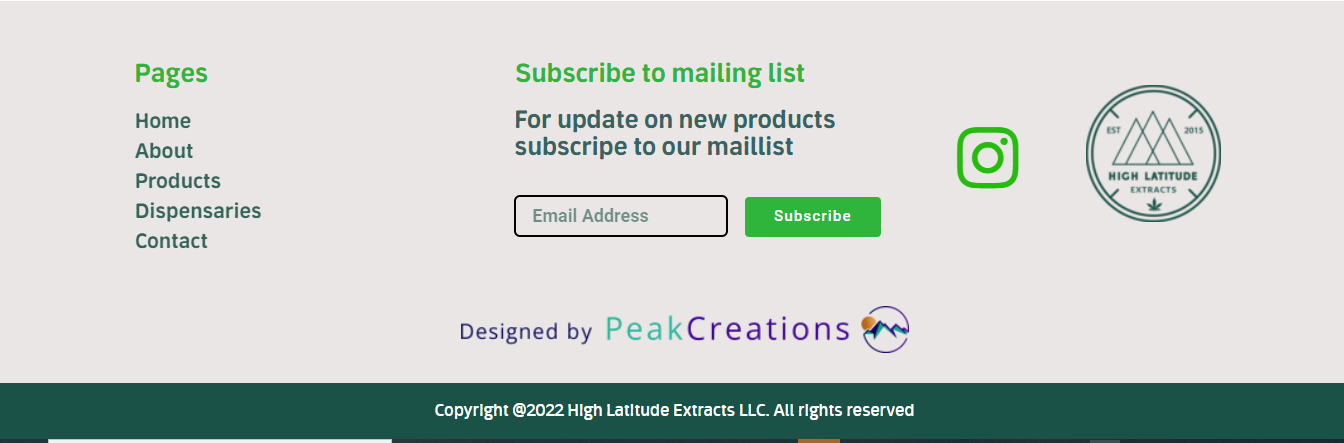 Pages
Home
About
Products
Dispensaries
Contact
Subscribe to mailing list
For update on new products
subscripe to our maillist
Email Address
Subscribe
EST 2015
HIGH LATITUDE
EXTRACTS
Designed by PeakCreations
Copyright @2022 High Latitude Extracts LLC. All rights reserved